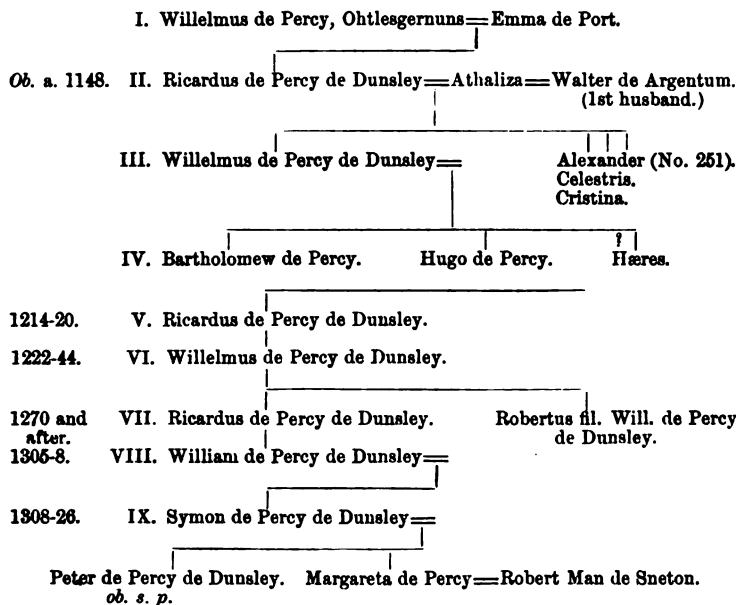 I. Willelmus de Percy, Ohtlesgernuns=Emma de Port.
Ob. a. 1148. II. Ricardus de Percy de Dunsley=Athaliza=Walter de Argentum.
(1st husband.)
III. Willelmus de Percy de Dunsley= Alexander (No. 251).
Celestris.
Cristina.
?
IV. Bartholomew de Percy. Hugo de Percy. Hæres.
1214-20. V. Ricardus de Percy de Dunsley.
1222-44. VI. Willelmus de Percy de Dunsley.
1270 and VII. Ricardus de Percy de Dunsley. Robertus fil. Will. de Percy
after. de Dunsley.
1305-8. VIII. William de Percy de Dunsley=
1308-26. IX. Symon de Percy de Dunsley=
Peter de Percy de Dunsley. Margareta de Percy=Robert Man de Sneton.
ob. s. p.